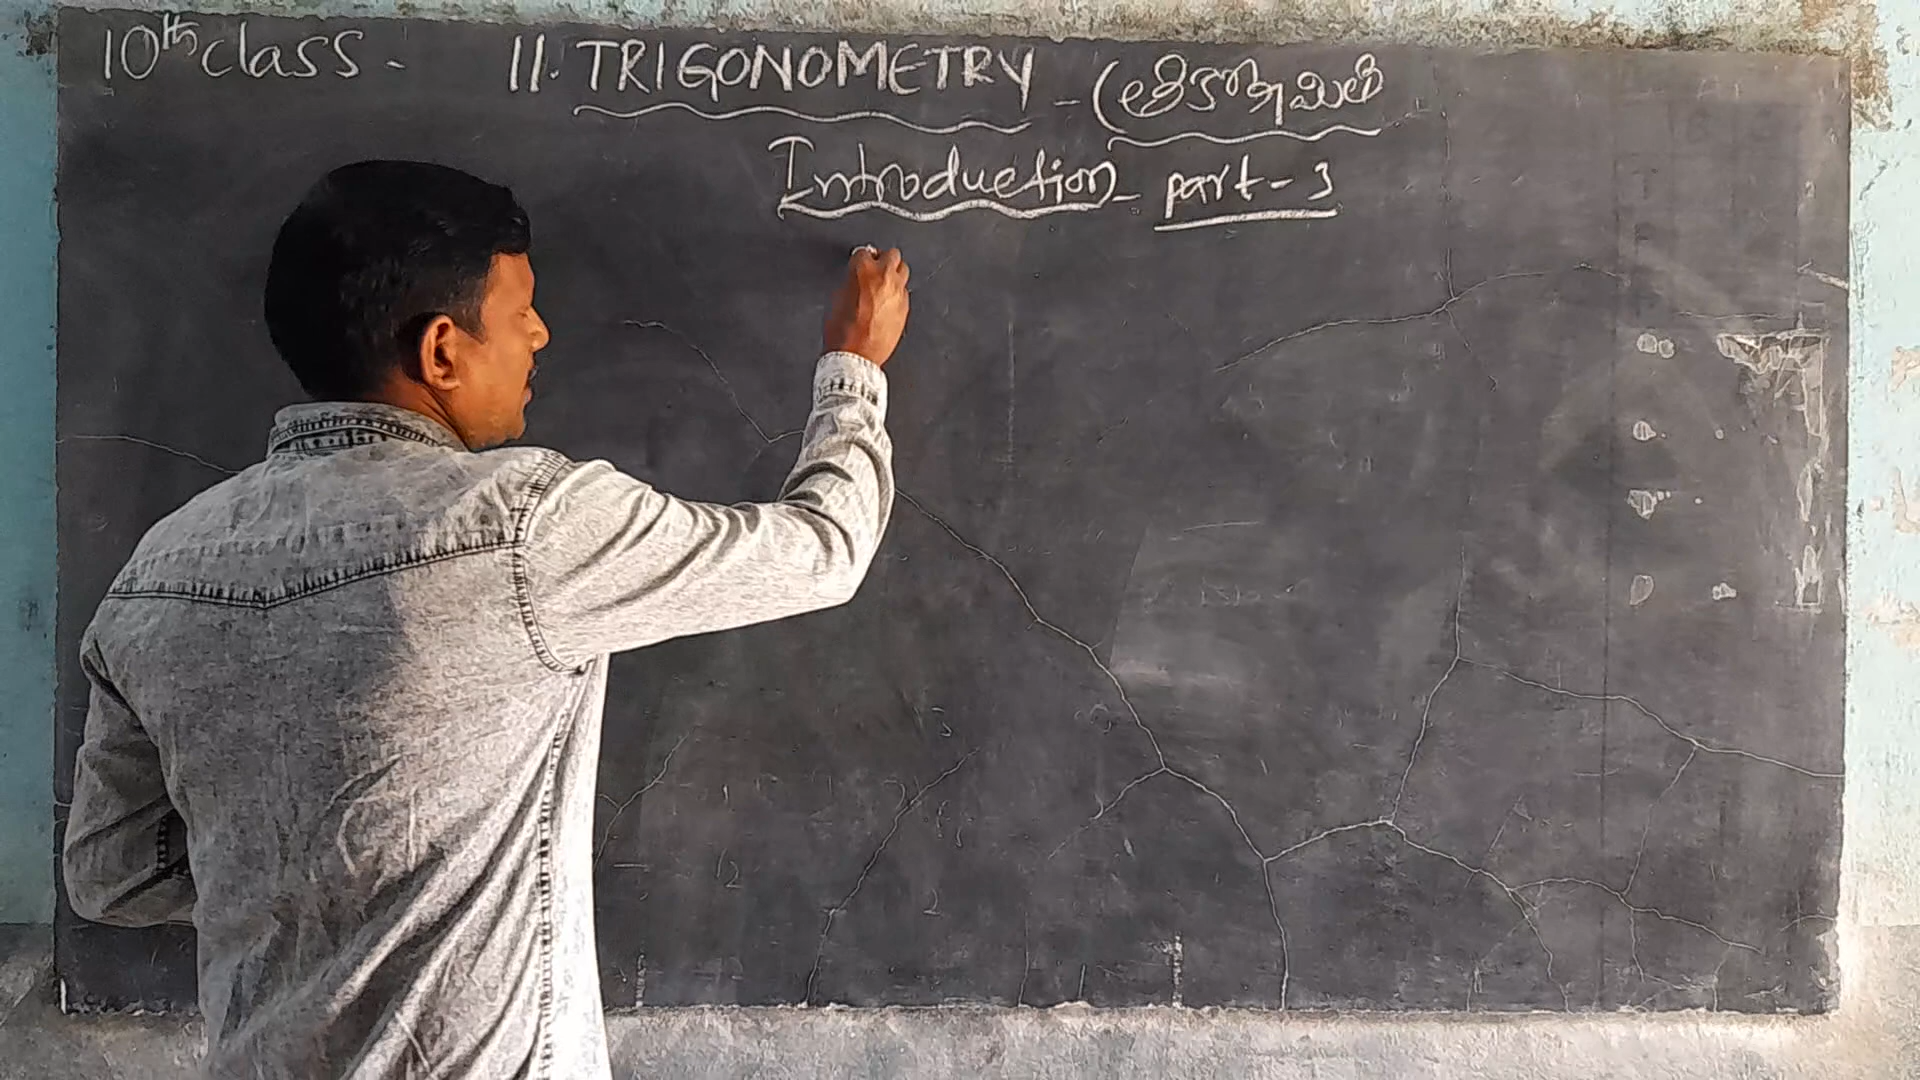 10th class - 11. TRIGONOMETRY - (త్రికోణమితి
Introduction - part - 3